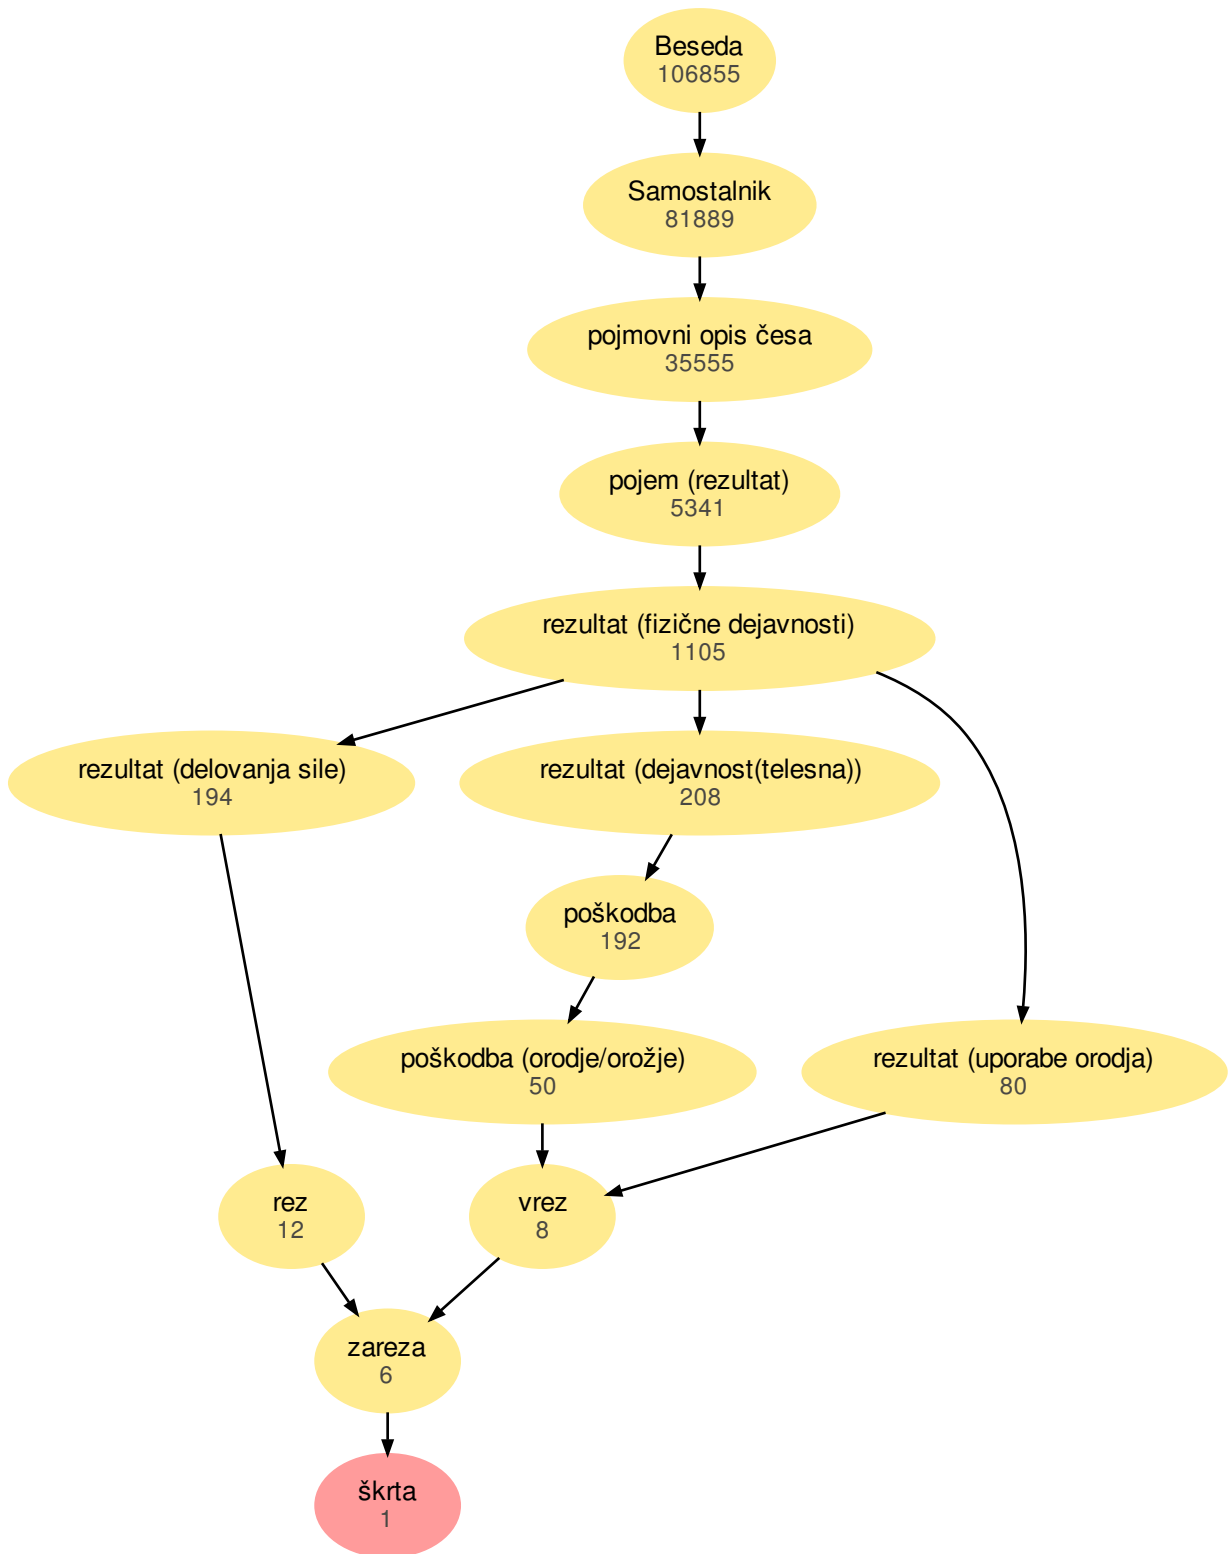 Beseda
106855
Samostalnik
81889
pojmovni opis česa
35555
pojem (rezultat)
5341
rezultat (fizične dejavnosti)
1105
rezultat (delovanja sile)
194
rezultat (dejavnost(telesna))
208
poškodba
192
poškodba (orodje/orožje)
50
rezultat (uporabe orodja)
80
rez
12
vrez
8
zareza
6
škrta
1